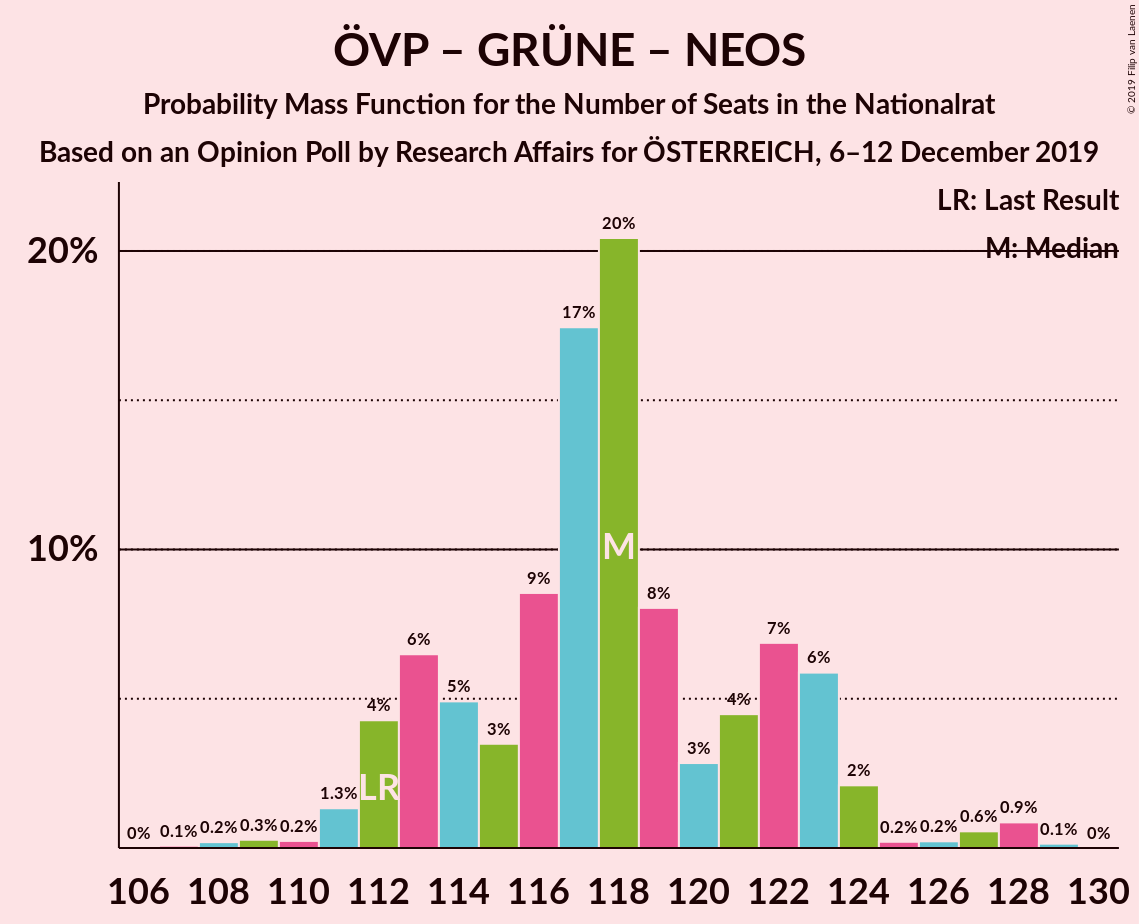 ÖVP – GRÜNE – NEOS
Probability Mass Function for the Number of Seats in the Nationalrat
Based on an Opinion Poll by Research Affairs for ÖSTERREICH, 6–12 December 2019
© 2019 Filip van Laenen
LR: Last Result
M: Median
20%
10%
0% 0.1% 0.2% 0.3% 0.2% 1.3% 4% 6% 5% 3% 9% 17% 20% 8% 3% 4% 7% 6% 2% 0.2% 0.2% 0.6% 0.9% 0.1% 0%
LR
M
106 108 110 112 114 116 118 120 122 124 126 128 130